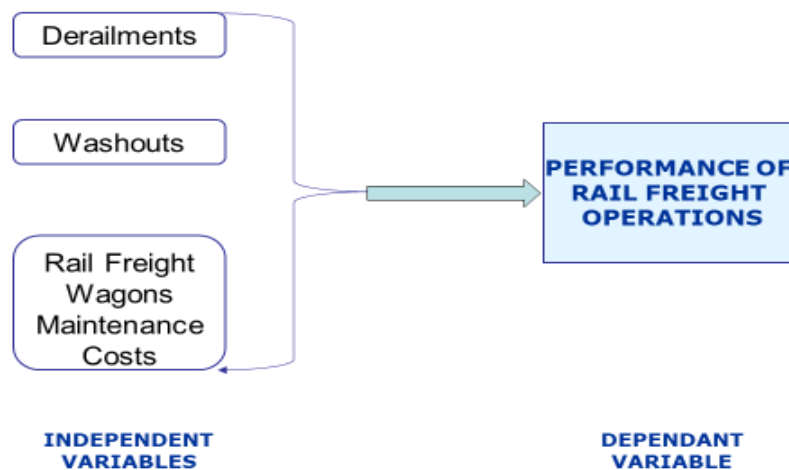 Derailments
Washouts
Rail Freight
Wagons
Maintenance
Costs
PERFORMANCE OF
RAIL FREIGHT
OPERATIONS
INDEPENDENT
VARIABLES
DEPENDANT
VARIABLE